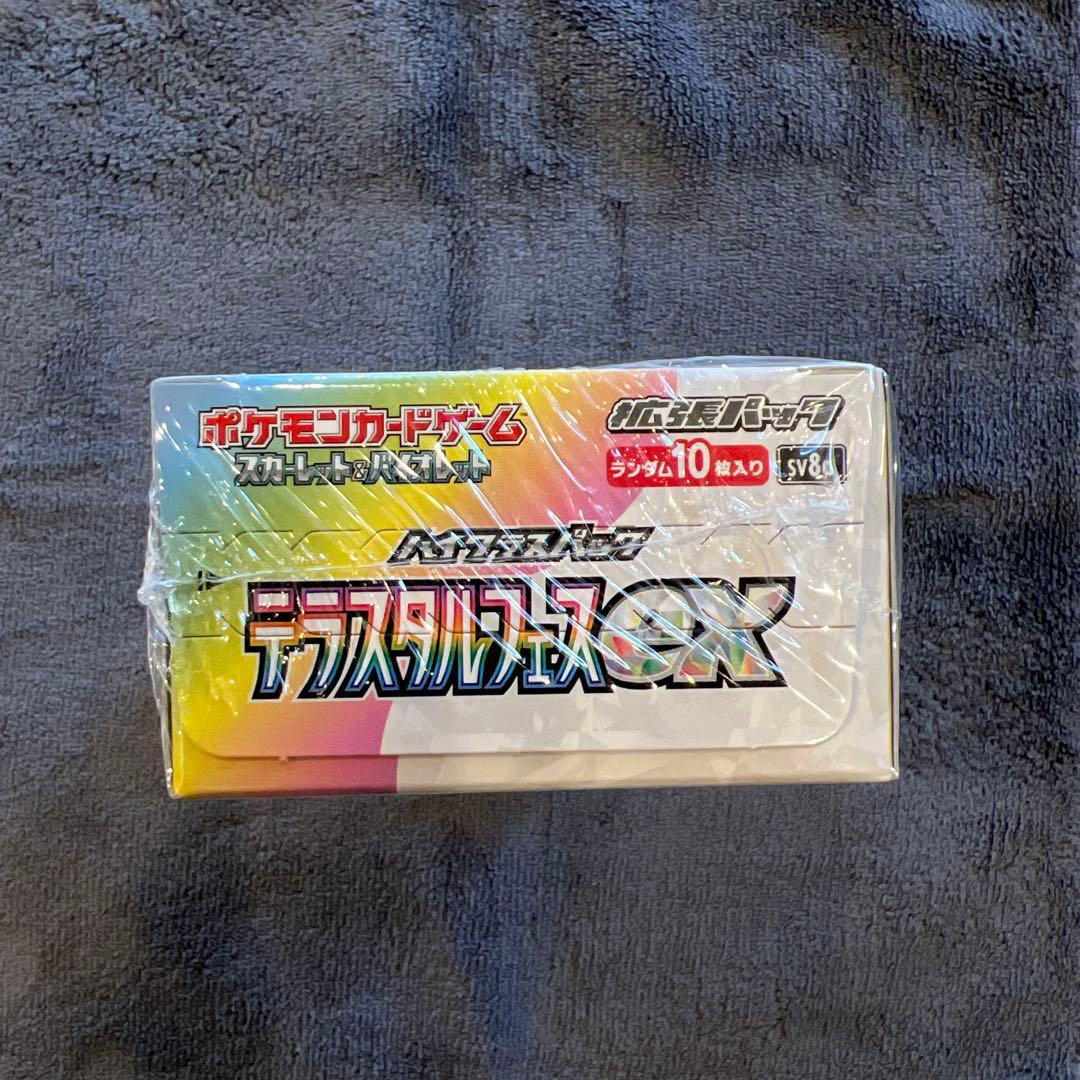 ポケモンカードゲーム™
スカーレット&バイオレット
拡張パック
ランダム10枚入り
SV8a
ハイクラスパック
テラスタルフェスex